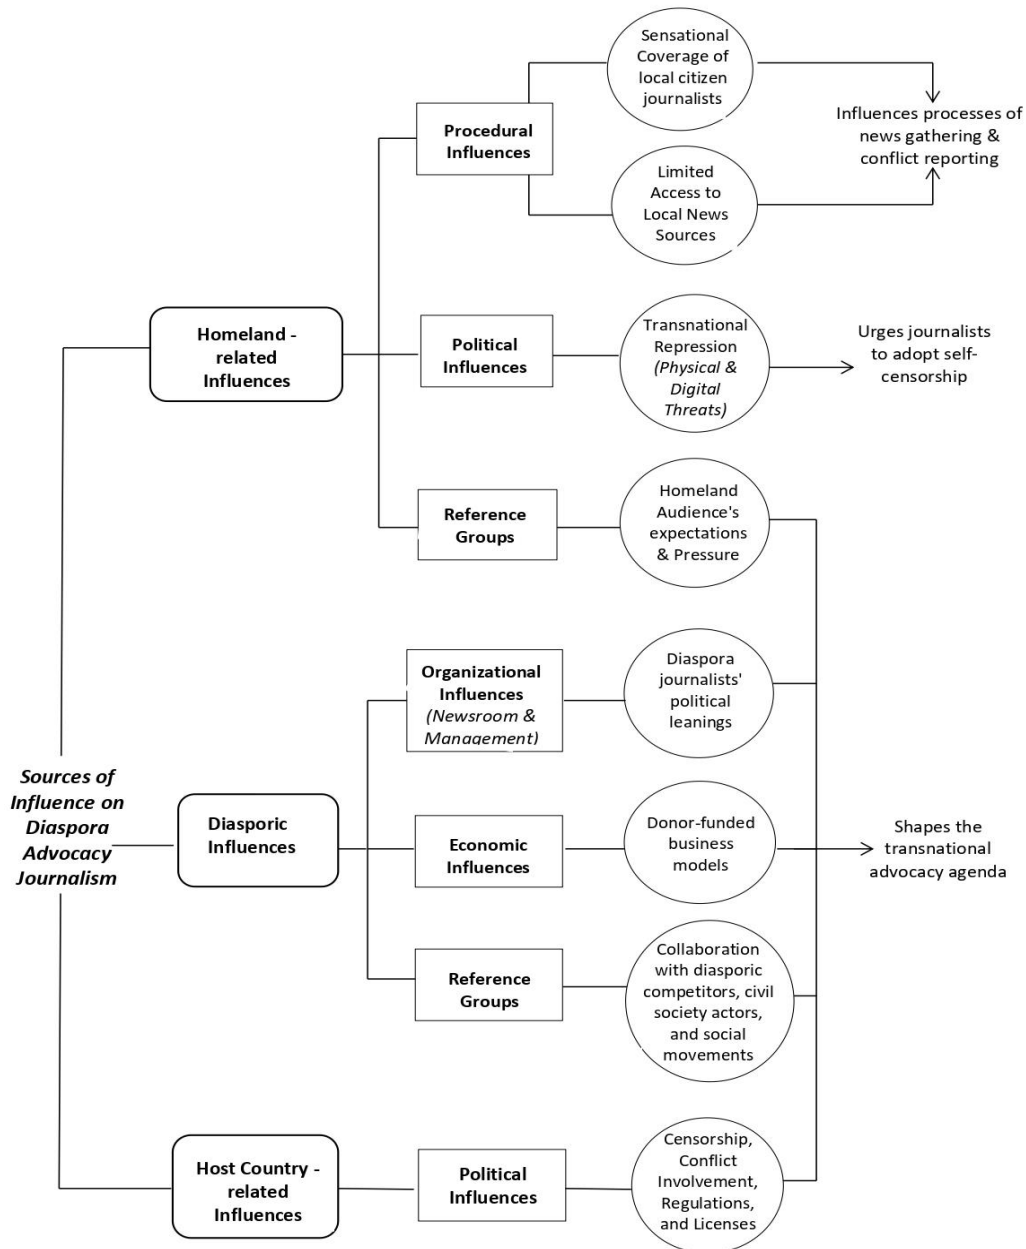 Sensational
Coverage of
local citizen
journalists
Procedural
Influences
Influences processes of
news gathering &
conflict reporting
Limited
Access to
Local News
Sources
Homeland -
related
Influences
Political
Influences
Transnational
Repression
(Physical &
Digital
Threats)
Urges journalists
to adopt self-
censorship
Reference
Groups
Homeland
Audience's
expectations
& Pressure
Organizational
Influences
(Newsroom &
Management)
Diaspora
journalists'
political
leanings
Sources of
Influence on
Diaspora
Advocacy
Journalism
Diasporic
Influences
Economic
Influences
Donor-funded
business
models
Shapes the
transnational
advocacy agenda
Reference
Groups
Collaboration
with diasporic
competitors, civil
society actors,
and social
movements
Host Country -
related
Influences
Political
Influences
Censorship,
Conflict
Involvement,
Regulations,
and Licenses